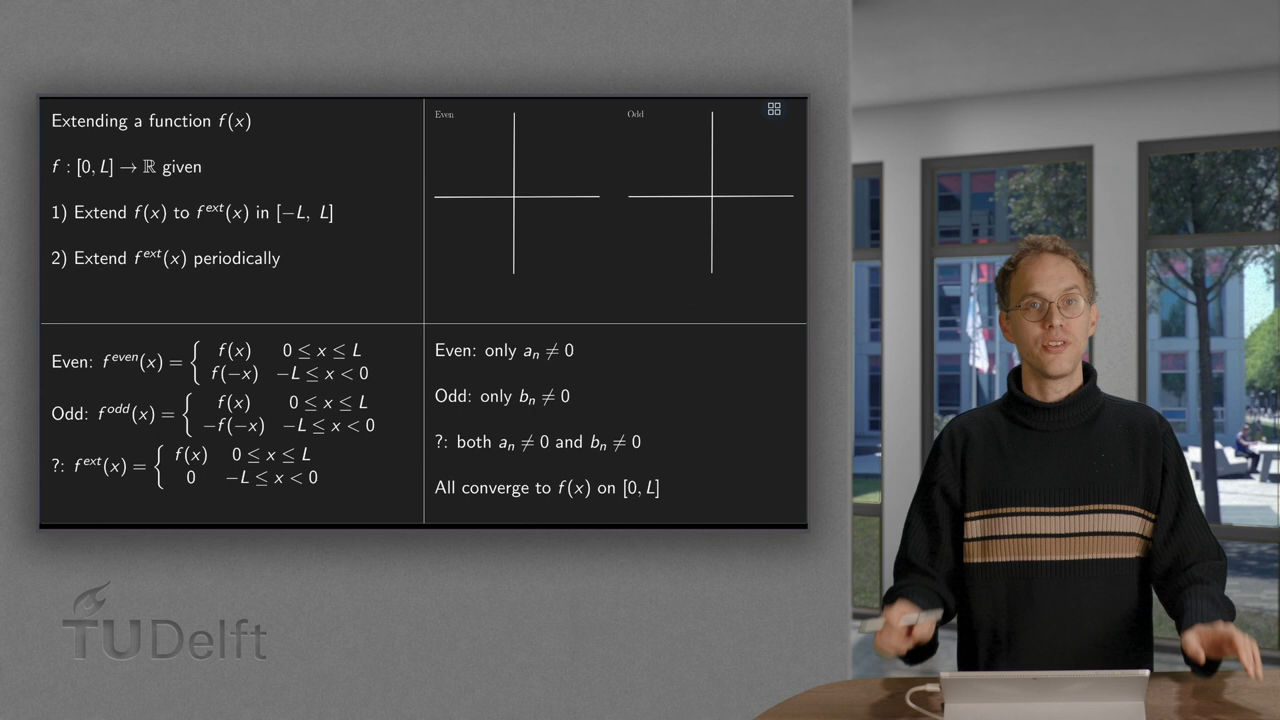 Extending a function f(x)
f : [0, L] → ℝ given
1) Extend f(x) to f^{ext}(x) in [−L, L]
2) Extend f^{ext}(x) periodically
Even
Odd
Even: f^{even}(x) = { f(x) 0 ≤ x ≤ L
f(−x) −L ≤ x < 0
Odd: f^{odd}(x) = { f(x) 0 ≤ x ≤ L
−f(−x) −L ≤ x < 0
?: f^{ext}(x) = { f(x) 0 ≤ x ≤ L
0 −L ≤ x < 0
Even: only a_n ≠ 0
Odd: only b_n ≠ 0
?: both a_n ≠ 0 and b_n ≠ 0
All converge to f(x) on [0, L]
TUDelft